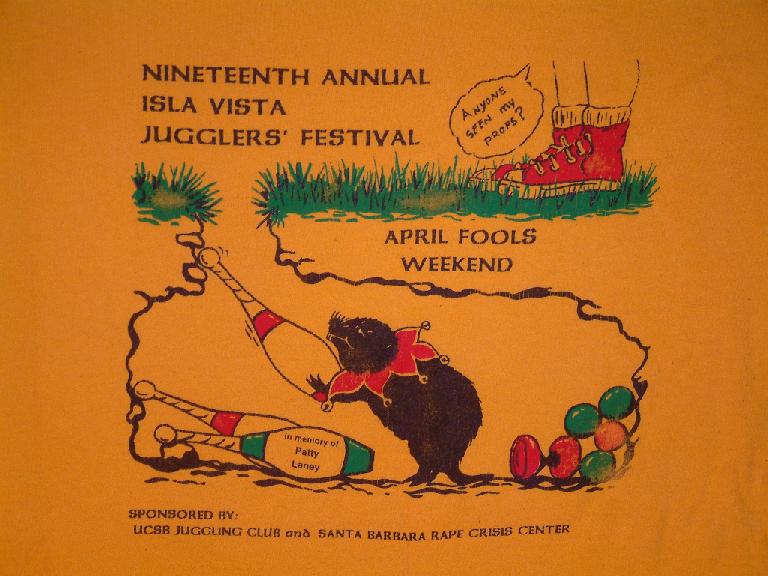 NINETEENTH ANNUAL
ISLA VISTA
JUGGLERS' FESTIVAL
ANYONE
SEEN MY
PROPS?
APRIL FOOLS
WEEKEND
in memory of
Patty
Laney
SPONSORED BY:
UCSB JUGGLING CLUB and SANTA BARBARA RAPE CRISIS CENTER